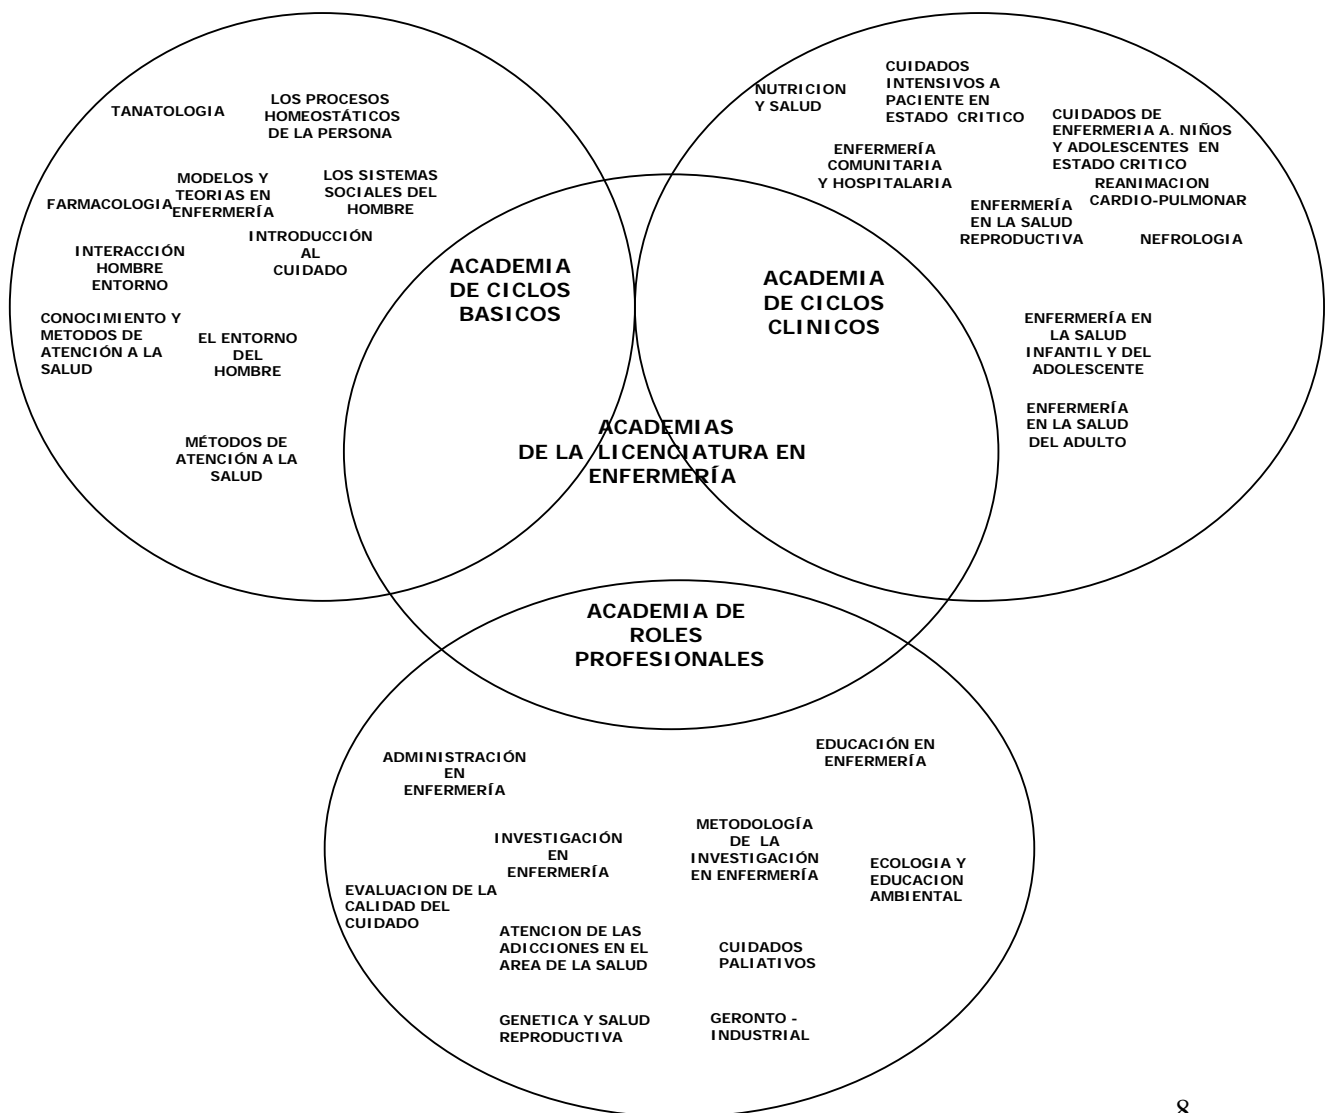 TANATOLOGIA
LOS PROCESOS
HOMEOSTÁTICOS
DE LA PERSONA
MODELOS Y
TEORIAS EN
ENFERMERÍA
LOS SISTEMAS
SOCIALES DEL
HOMBRE
FARMACOLOGIA
INTERACCIÓN
HOMBRE
ENTORNO
INTRODUCCIÓN
AL
CUIDADO
CONOCIMIENTO Y
METODOS DE
ATENCIÓN A LA
SALUD
EL ENTORNO
DEL
HOMBRE
MÉTODOS DE
ATENCIÓN A LA
SALUD
ACADEMIA
DE CICLOS
BASICOS
NUTRICION
Y SALUD
CUIDADOS
INTENSIVOS A
PACIENTE EN
ESTADO CRITICO
CUIDADOS DE
ENFERMERIA A. NIÑOS
Y ADOLESCENTES EN
ESTADO CRITICO
ENFERMERÍA
COMUNITARIA
Y HOSPITALARIA
REANIMACION
CARDIO-PULMONAR
ENFERMERÍA
EN LA SALUD
REPRODUCTIVA
NEFROLOGIA
ACADEMIA
DE CICLOS
CLINICOS
ENFERMERÍA EN
LA SALUD
INFANTIL Y DEL
ADOLESCENTE
ENFERMERÍA
EN LA SALUD
DEL ADULTO
ACADEMIAS
DE LA LICENCIATURA EN
ENFERMERÍA
ACADEMIA DE
ROLES
PROFESIONALES
ADMINISTRACIÓN
EN
ENFERMERÍA
EDUCACIÓN EN
ENFERMERÍA
INVESTIGACIÓN
EN
ENFERMERÍA
METODOLOGÍA
DE LA
INVESTIGACIÓN
EN ENFERMERÍA
ECOLOGIA Y
EDUCACION
AMBIENTAL
EVALUACION DE LA
CALIDAD DEL
CUIDADO
ATENCION DE LAS
ADICCIONES EN EL
AREA DE LA SALUD
CUIDADOS
PALIATIVOS
GENETICA Y SALUD
REPRODUCTIVA
GERONTO -
INDUSTRIAL
8